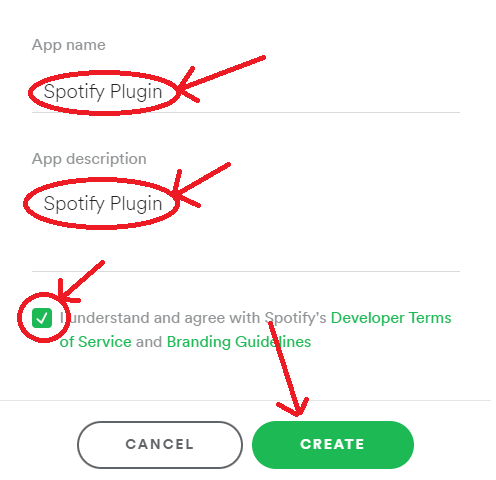 App name
Spotify Plugin
App description
Spotify Plugin
I understand and agree with Spotify's Developer Terms
of Service and Branding Guidelines
CANCEL
CREATE